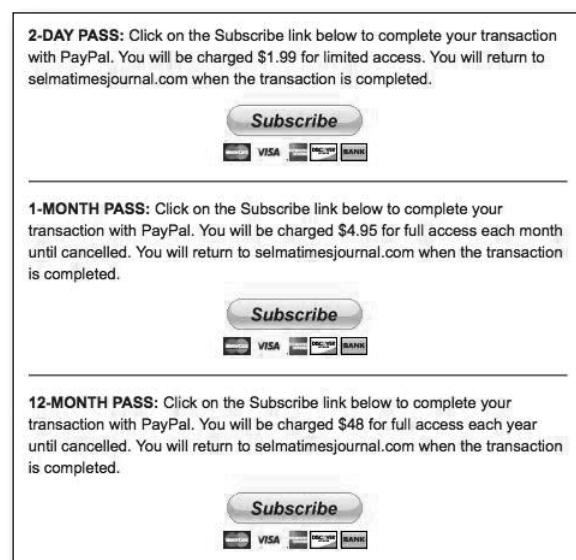 2-DAY PASS: Click on the Subscribe link below to complete your transaction
with PayPal. You will be charged $1.99 for limited access. You will return to
selmatimesjournal.com when the transaction is completed.
Subscribe
VISA DISCOVER BANK
1-MONTH PASS: Click on the Subscribe link below to complete your
transaction with PayPal. You will be charged $4.95 for full access each month
until cancelled. You will return to selmatimesjournal.com when the transaction
is completed.
Subscribe
VISA DISCOVER BANK
12-MONTH PASS: Click on the Subscribe link below to complete your
transaction with PayPal. You will be charged $48 for full access each year
until cancelled. You will return to selmatimesjournal.com when the transaction
is completed.
Subscribe
VISA DISCOVER BANK